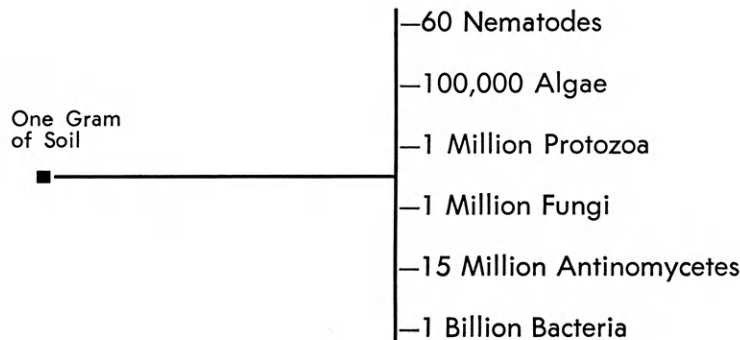 One Gram
of Soil
60 Nematodes
100,000 Algae
1 Million Protozoa
1 Million Fungi
15 Million Antinomycetes
1 Billion Bacteria